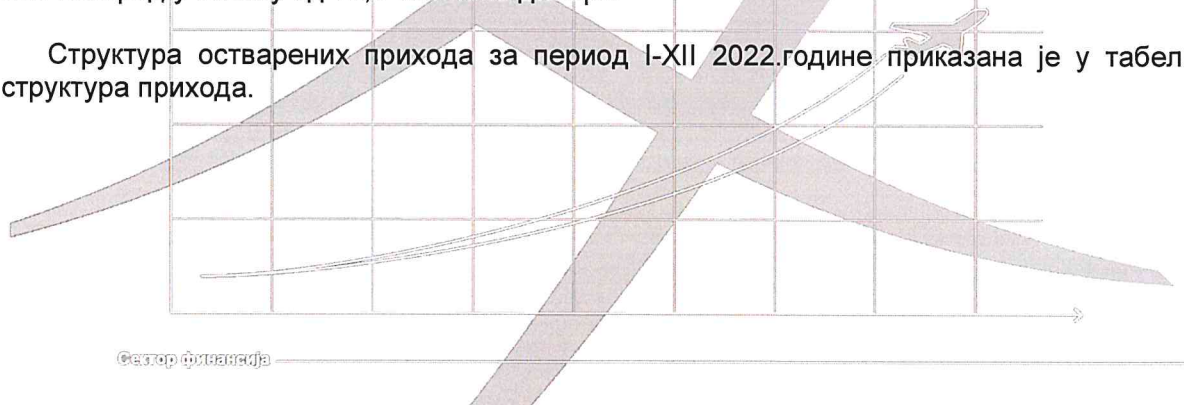 Структура остварених прихода за период I-XII 2022.године приказана је у табел
структура прихода.
Сектор финансија